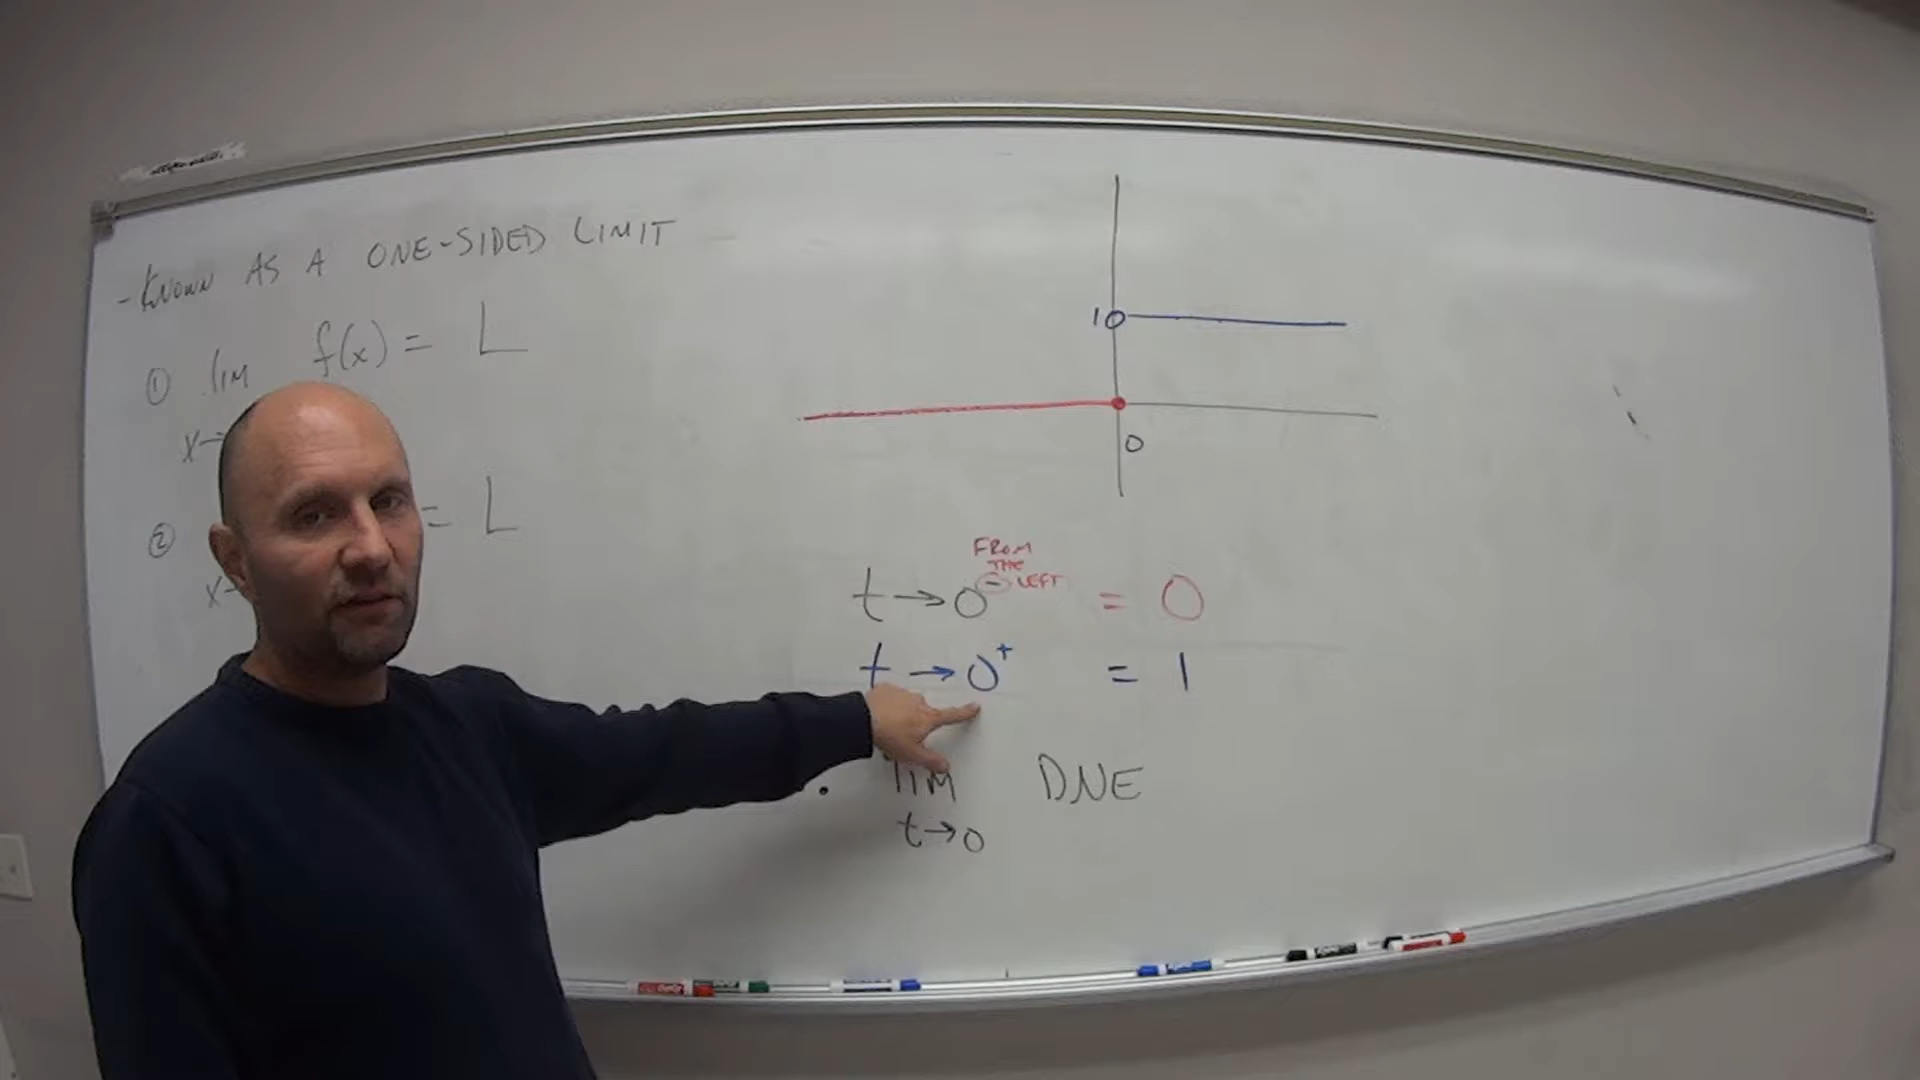 - KNOWN AS A ONE-SIDED LIMIT
① lim f(x) = L
x→
② = L
x-
10
0
FROM
THE
t → 0⁻ LEFT = 0
t → 0⁺ = 1
lim DNE
t→0